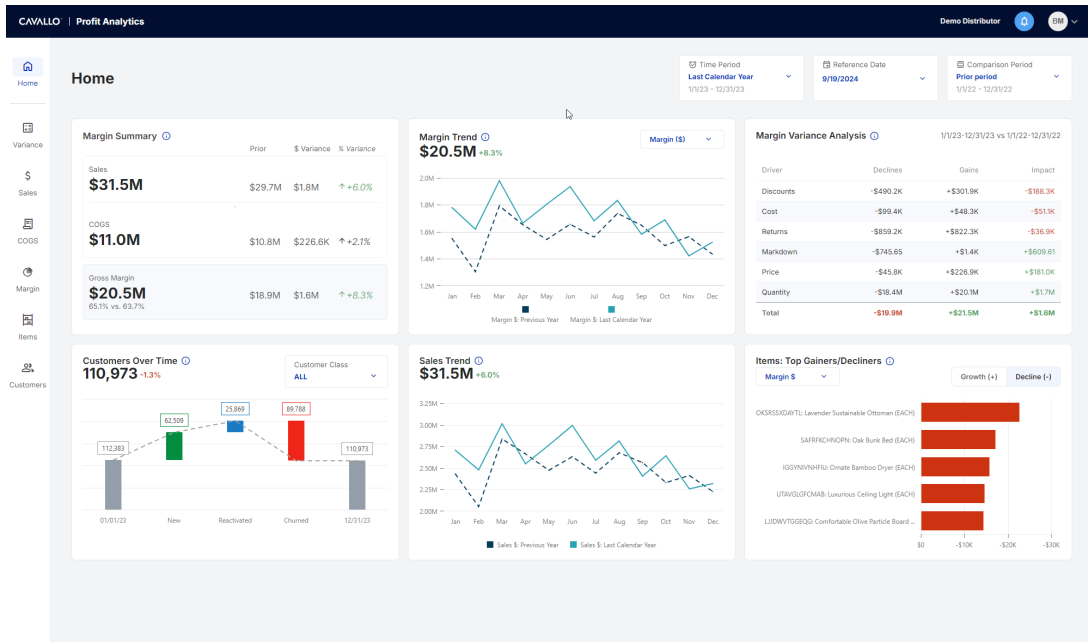 CAVALLO Profit Analytics
Demo Distributor
BM
Home
Variance
Sales
COGS
Margin
Items
Customers
Home
Time Period
Last Calendar Year
1/1/23 - 12/31/23
Reference Date
9/19/2024
Comparison Period
Prior period
1/1/22 - 12/31/22
Margin Summary
Prior $ Variance % Variance
Sales
$31.5M $29.7M $1.8M +6.0%
COGS
$11.0M $10.8M $226.6K +2.1%
Gross Margin
$20.5M $18.9M $1.6M +8.3%
65.1% vs. 63.7%
Margin Trend
$20.5M +8.3%
Margin ($)
2.0M
1.8M
1.6M
1.4M
1.2M
Jan Feb Mar Apr May Jun Jul Aug Sep Oct Nov Dec
Margin $: Previous Year Margin $: Last Calendar Year
Margin Variance Analysis 1/1/23-12/31/23 vs 1/1/22-12/31/22
Driver Declines Gains Impact
Discounts -$490.2K +$301.9K -$188.3K
Cost -$99.4K +$48.3K -$51.1K
Returns -$859.2K +$822.3K -$36.9K
Markdown -$745.65 +$1.4K +$609.61
Price -$45.8K +$226.9K +$181.0K
Quantity -$18.4M +$20.1M +$1.7M
Total -$19.9M +$21.5M +$1.6M
Customers Over Time
110,973 -1.3%
Customer Class
ALL
112,383 62,509 25,869 89,788 110,973
01/01/23 New Reactivated Churned 12/31/23
Sales Trend
$31.5M +6.0%
3.25M
3.00M
2.75M
2.50M
2.25M
2.00M
Jan Feb Mar Apr May Jun Jul Aug Sep Oct Nov Dec
Sales $: Previous Year Sales $: Last Calendar Year
Items: Top Gainers/Decliners
Margin $
Growth (+) Decline (-)
OKSRSSXDAYTL: Lavender Sustainable Ottoman (EACH)
SAFRFKCHNOPN: Oak Bunk Bed (EACH)
IGGYNIVNHFIU: Ornate Bamboo Dryer (EACH)
UTAVGLGFCMAB: Luxurious Ceiling Light (EACH)
LJJDWVTGGEQG: Comfortable Olive Particle Board ...
$0 -$10K -$20K -$30K